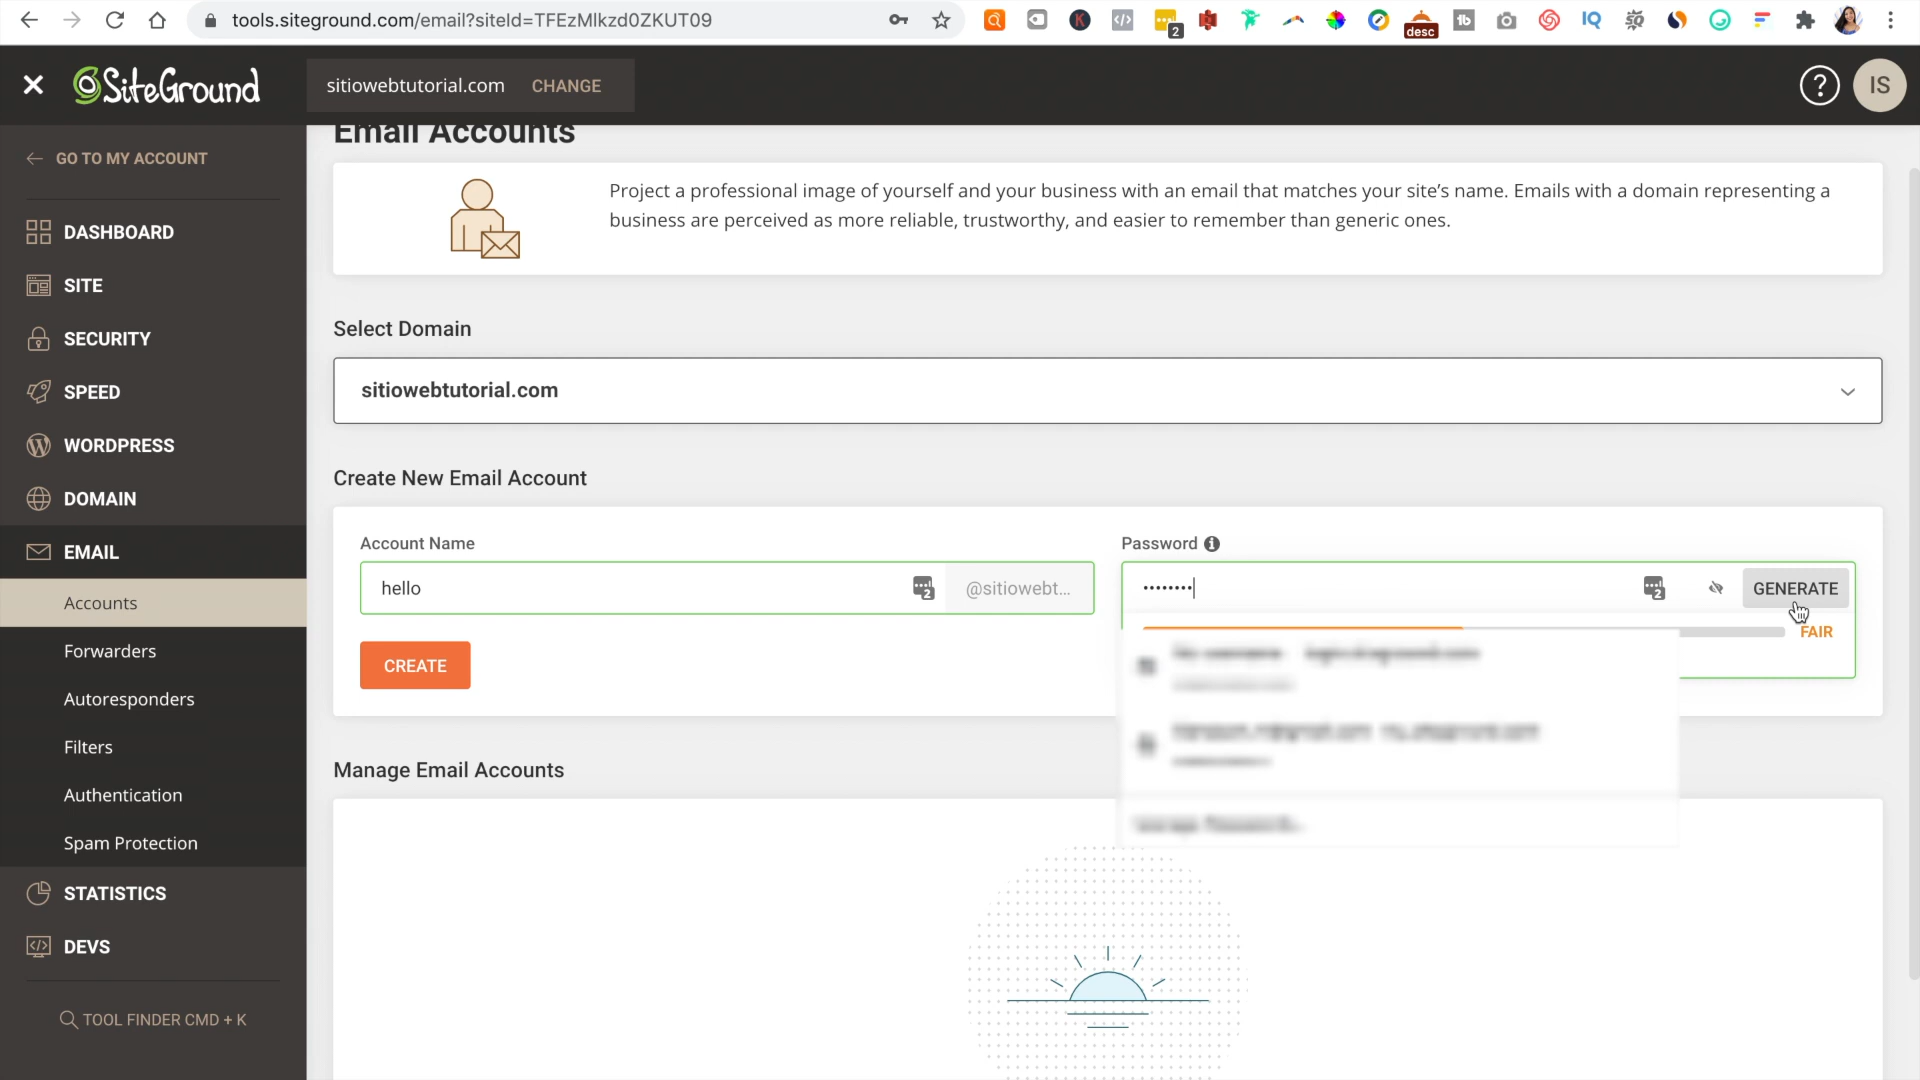 tools.siteground.com/email?siteId=TFEzMlkzd0ZKUT09
2
desc
IQ
SiteGround
sitiowebtutorial.com CHANGE
?
IS
GO TO MY ACCOUNT
DASHBOARD
SITE
SECURITY
SPEED
WORDPRESS
DOMAIN
EMAIL
Accounts
Forwarders
Autoresponders
Filters
Authentication
Spam Protection
STATISTICS
DEVS
TOOL FINDER CMD + K
Email Accounts
Project a professional image of yourself and your business with an email that matches your site’s name. Emails with a domain representing a
business are perceived as more reliable, trustworthy, and easier to remember than generic ones.
Select Domain
sitiowebtutorial.com
Create New Email Account
Account Name
hello
2
@sitiowebt...
Password
••••••••
2
GENERATE
FAIR
CREATE
Manage Email Accounts